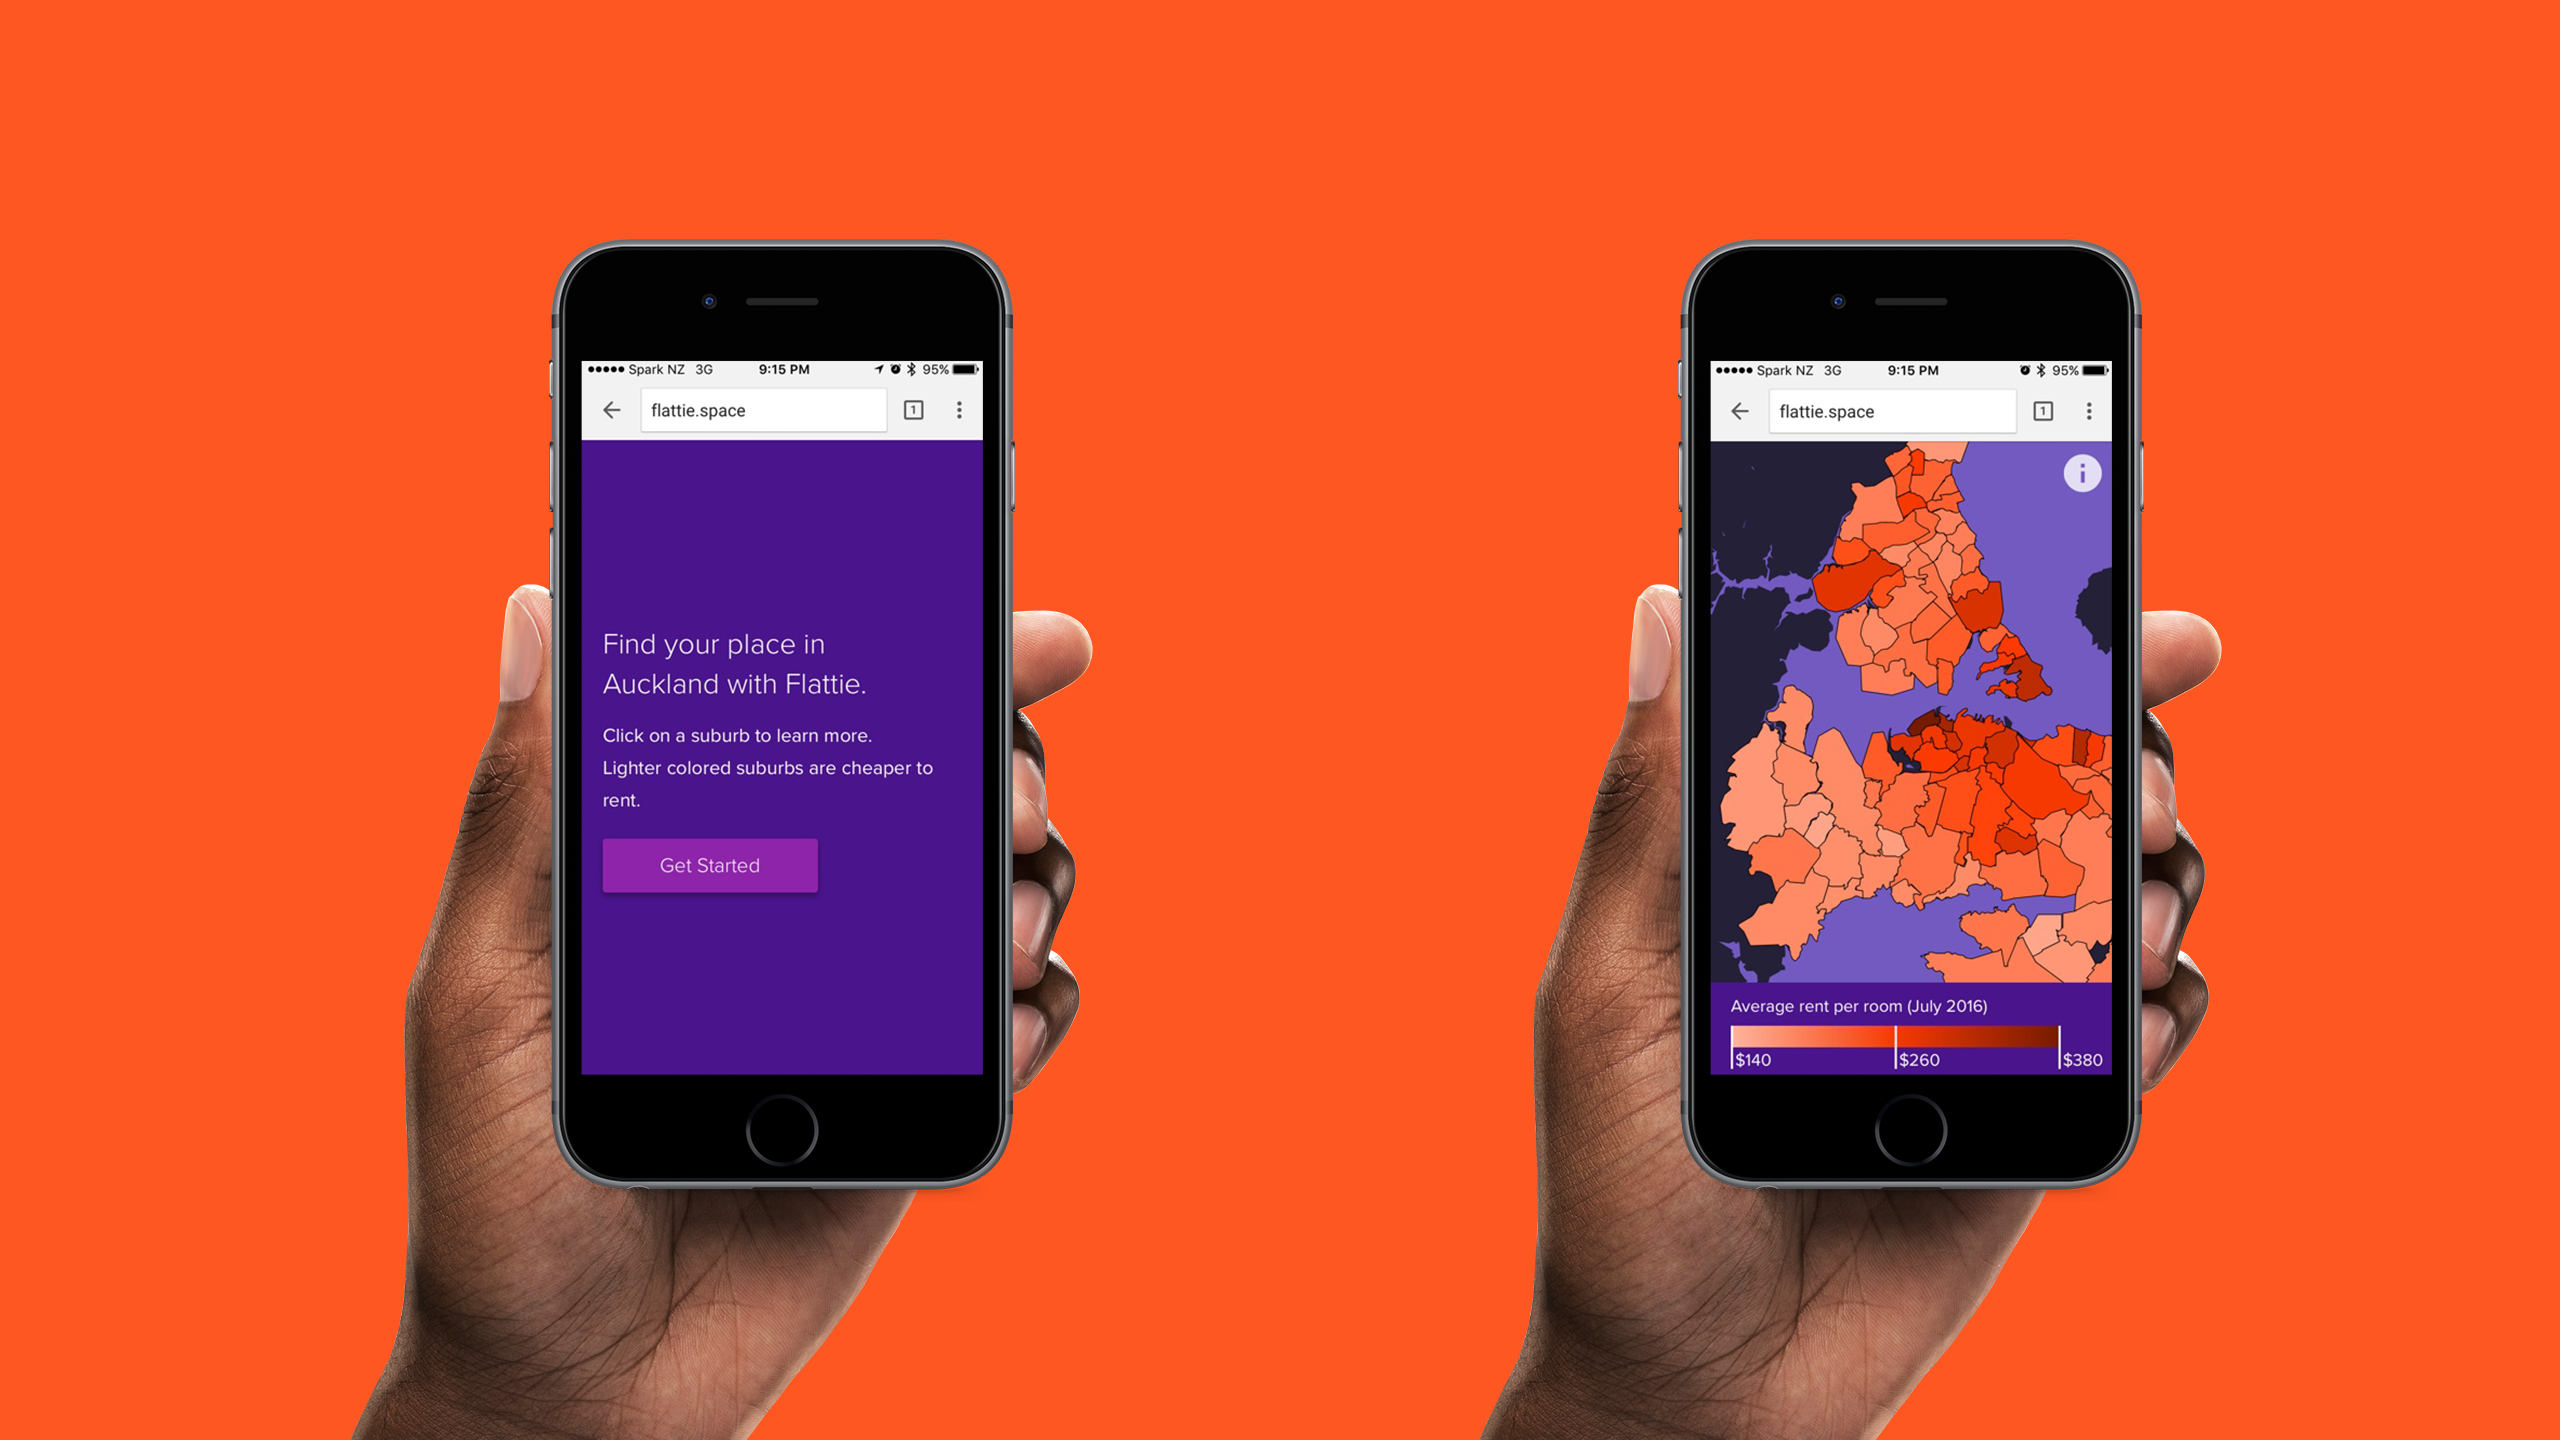 Spark NZ 3G 9:15 PM 95%
flattie.space 1
Find your place in
Auckland with Flattie.
Click on a suburb to learn more.
Lighter colored suburbs are cheaper to
rent.
Get Started
Spark NZ 3G 9:15 PM 95%
flattie.space 1
i
Average rent per room (July 2016)
$140 $260 $380